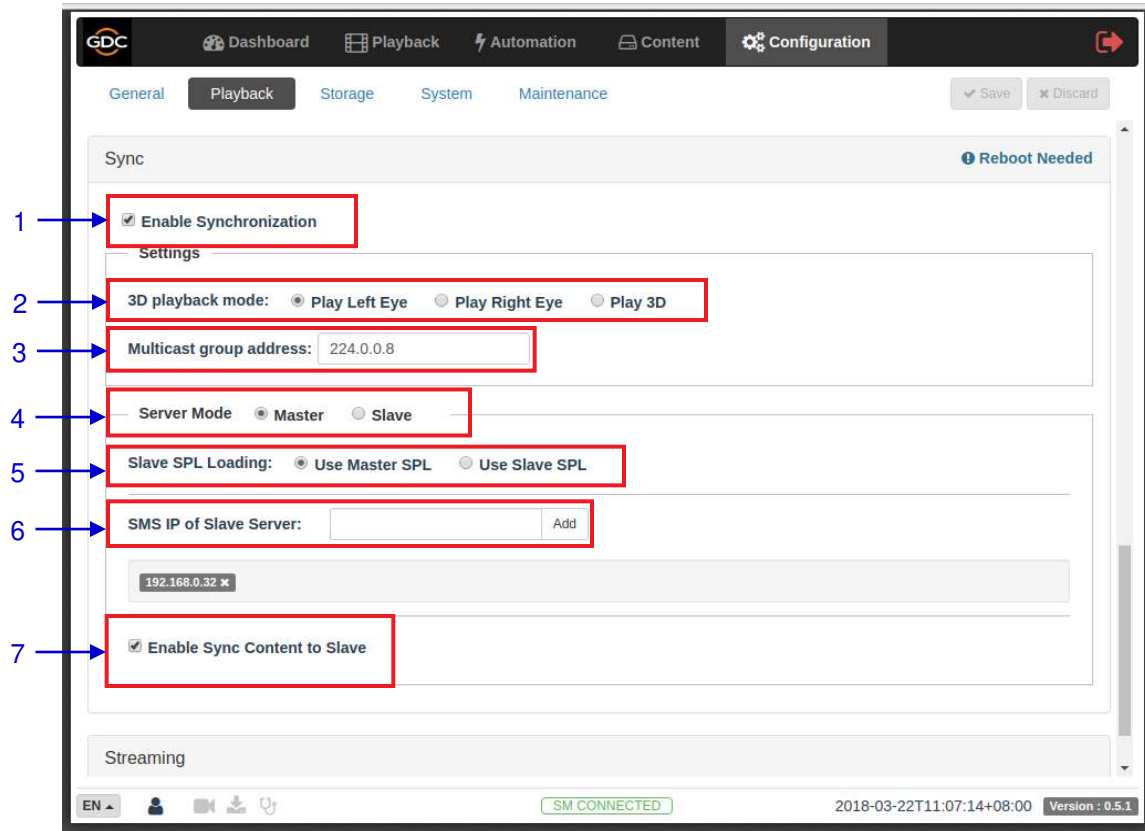 GDC Dashboard Playback Automation Content Configuration
General Playback Storage System Maintenance Save Discard
Sync Reboot Needed
1 Enable Synchronization
Settings
2 3D playback mode: Play Left Eye Play Right Eye Play 3D
3 Multicast group address: 224.0.0.8
4 Server Mode Master Slave
5 Slave SPL Loading: Use Master SPL Use Slave SPL
6 SMS IP of Slave Server: Add
192.168.0.32
7 Enable Sync Content to Slave
Streaming
EN SM CONNECTED 2018-03-22T11:07:14+08:00 Version : 0.5.1